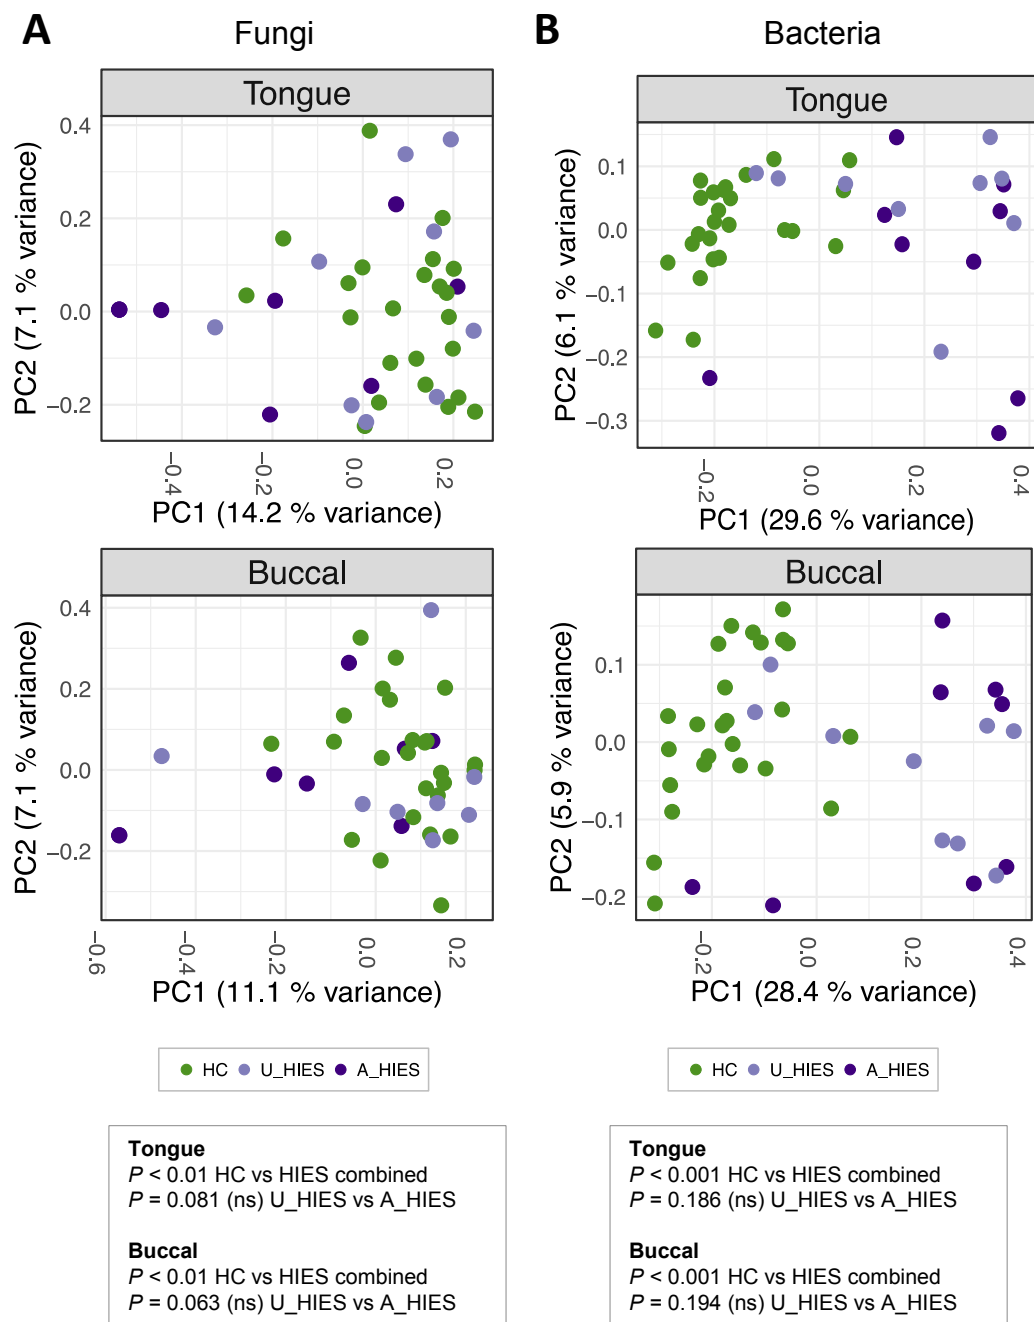 A Fungi
Tongue
PC2 (7.1 % variance)
0.4
0.2
0.0
−0.2
−0.4
−0.2
0.0
0.2
PC1 (14.2 % variance)
Buccal
PC2 (7.1 % variance)
0.4
0.2
0.0
−0.2
−0.6
−0.4
−0.2
0.0
0.2
PC1 (11.1 % variance)
HC U_HIES A_HIES
Tongue
P < 0.01 HC vs HIES combined
P = 0.081 (ns) U_HIES vs A_HIES
Buccal
P < 0.01 HC vs HIES combined
P = 0.063 (ns) U_HIES vs A_HIES
B Bacteria
Tongue
PC2 (6.1 % variance)
0.1
0.0
−0.1
−0.2
−0.3
−0.2
0.0
0.2
0.4
PC1 (29.6 % variance)
Buccal
PC2 (5.9 % variance)
0.1
0.0
−0.1
−0.2
−0.2
0.0
0.2
0.4
PC1 (28.4 % variance)
HC U_HIES A_HIES
Tongue
P < 0.001 HC vs HIES combined
P = 0.186 (ns) U_HIES vs A_HIES
Buccal
P < 0.001 HC vs HIES combined
P = 0.194 (ns) U_HIES vs A_HIES